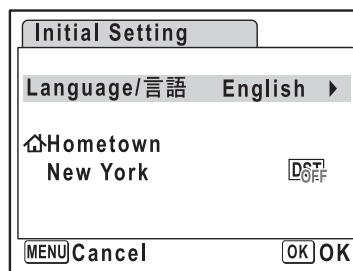 Initial Setting
Language/言語 English
Hometown
New York DST OFF
MENU Cancel OK OK